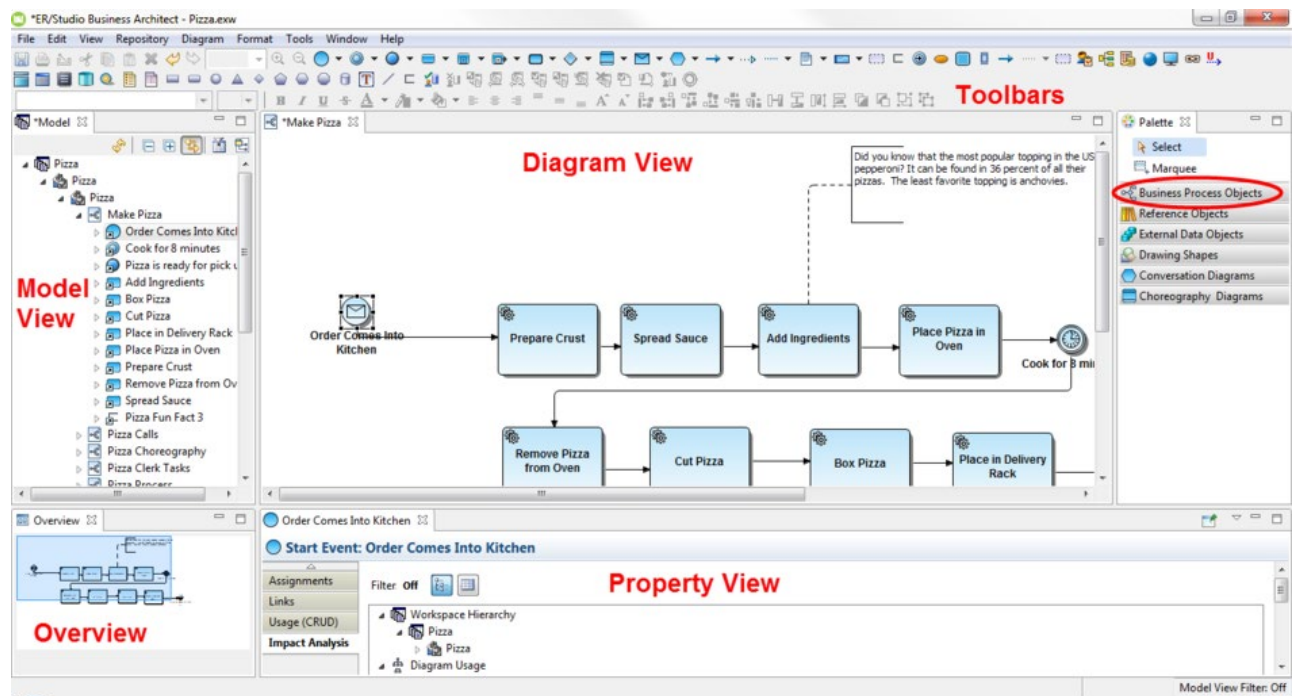 *ER/Studio Business Architect - Pizza.exw
File Edit View Repository Diagram Format Tools Window Help
B I U S A
Toolbars
*Model
*Make Pizza
Palette
Diagram View
Select
Marquee
Business Process Objects
Reference Objects
External Data Objects
Drawing Shapes
Conversation Diagrams
Choreography Diagrams
Pizza
Pizza
Pizza
Make Pizza
Order Comes Into Kitcl
Cook for 8 minutes
Pizza is ready for pick u
Add Ingredients
Box Pizza
Cut Pizza
Place in Delivery Rack
Place Pizza in Oven
Prepare Crust
Remove Pizza from Ov
Spread Sauce
Pizza Fun Fact 3
Pizza Calls
Pizza Choreography
Pizza Clerk Tasks
Pizza Process
Model
View
Did you know that the most popular topping in the US
pepperoni? It can be found in 36 percent of all their
pizzas. The least favorite topping is anchovies.
Order Comes Into
Kitchen
Prepare Crust
Spread Sauce
Add Ingredients
Place Pizza in
Oven
Cook for 8 mi
Remove Pizza
from Oven
Cut Pizza
Box Pizza
Place in Delivery
Rack
Overview
Overview
Order Comes Into Kitchen
Start Event: Order Comes Into Kitchen
Assignments
Links
Usage (CRUD)
Impact Analysis
Filter Off
Property View
Workspace Hierarchy
Pizza
Pizza
Diagram Usage
Model View Filter: Off